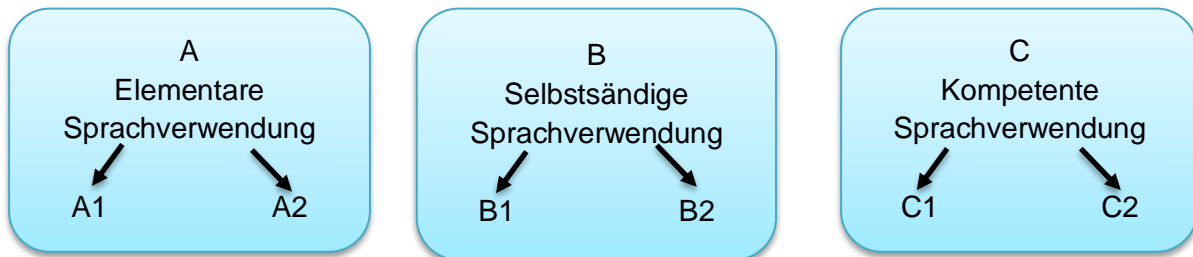 A
Elementare
Sprachverwendung
A1 A2
B
Selbstsändige
Sprachverwendung
B1 B2
C
Kompetente
Sprachverwendung
C1 C2